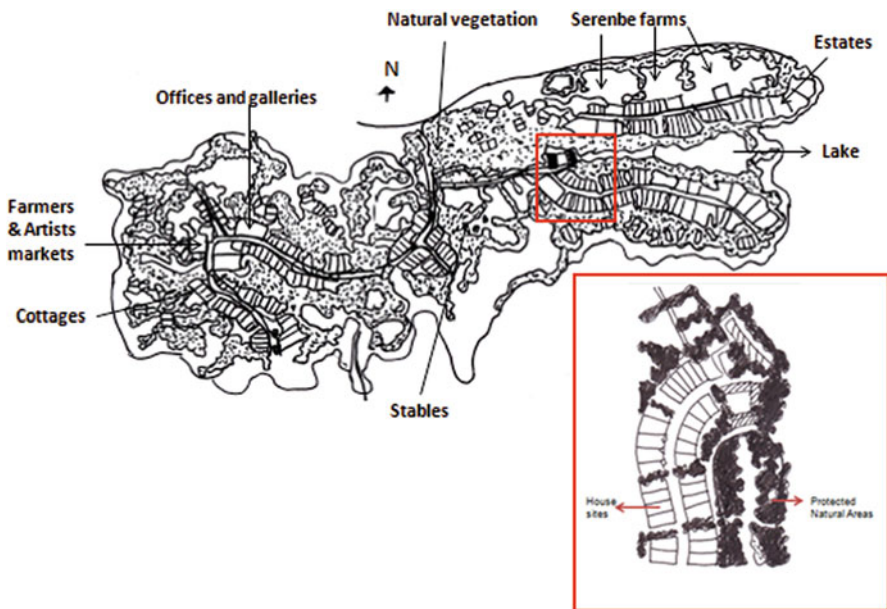 Natural vegetation
Serenbe farms
Estates
N
Offices and galleries
Lake
Farmers
& Artists
markets
Cottages
Stables
House
sites
Protected
Natural Areas